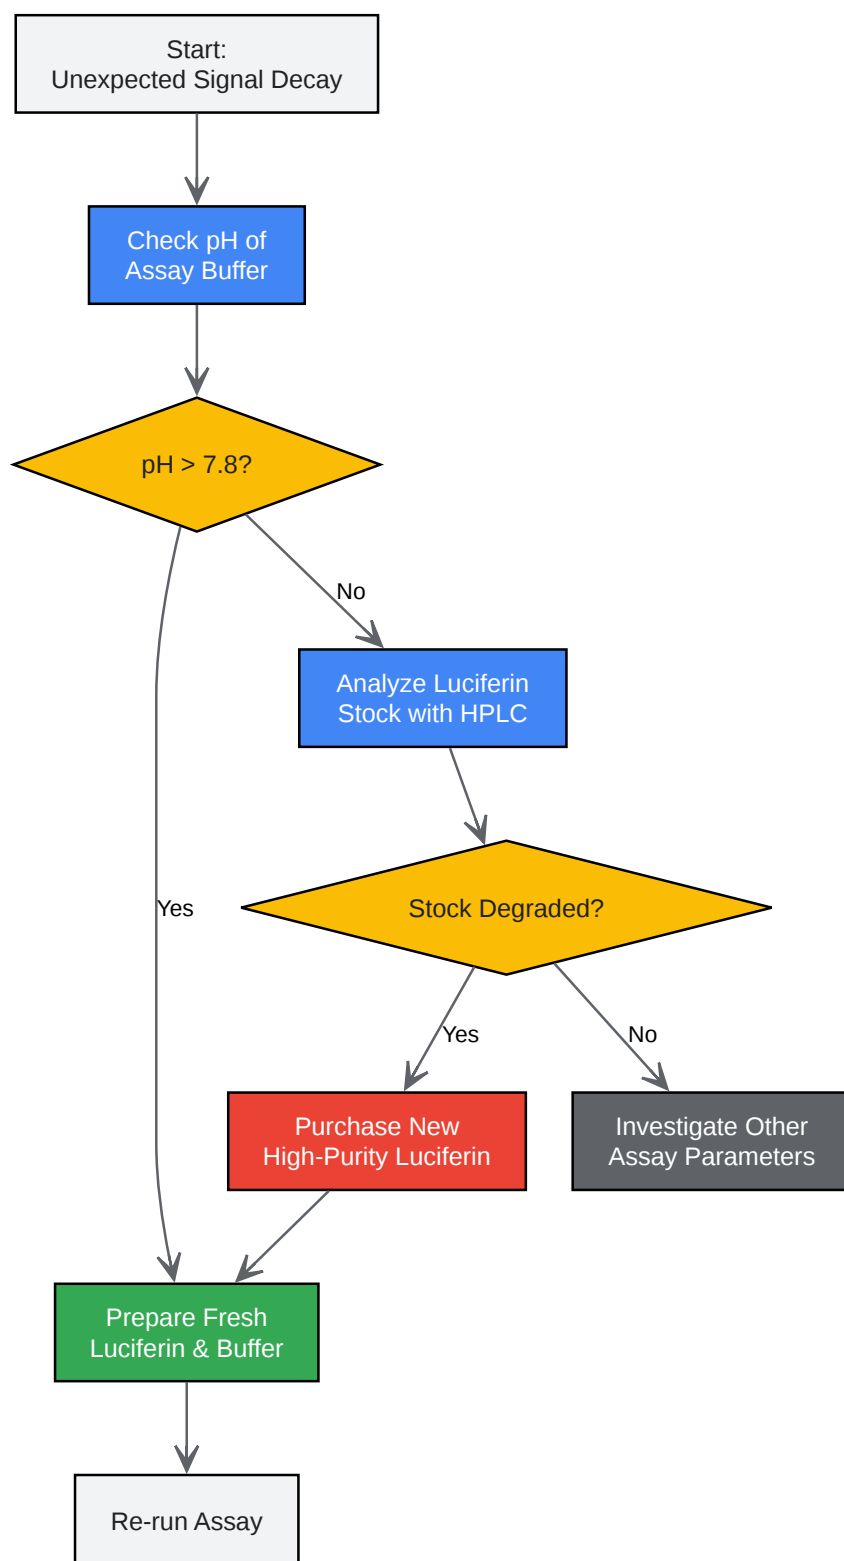 Start:
Unexpected Signal Decay
Check pH of
Assay Buffer
pH > 7.8?
No
Analyze Luciferin
Stock with HPLC
Yes
Stock Degraded?
Yes
No
Purchase New
High-Purity Luciferin
Investigate Other
Assay Parameters
Prepare Fresh
Luciferin & Buffer
Re-run Assay